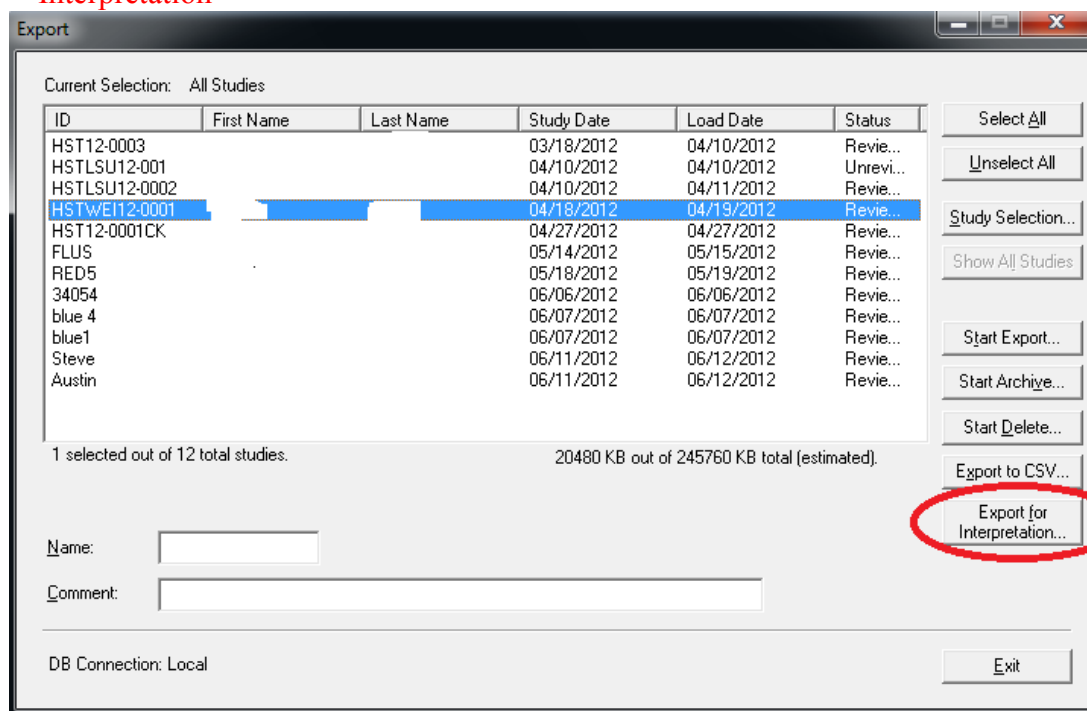 Interpretation
Export
Current Selection: All Studies
ID First Name Last Name Study Date Load Date Status
HST12-0003 03/18/2012 04/10/2012 Revie...
HSTLSU12-001 04/10/2012 04/10/2012 Unrevi...
HSTLSU12-0002 04/10/2012 04/11/2012 Revie...
HSTWEI12-0001 04/18/2012 04/19/2012 Revie...
HST12-0001CK 04/27/2012 04/27/2012 Revie...
FLUS 05/14/2012 05/15/2012 Revie...
RED5 05/18/2012 05/19/2012 Revie...
34054 06/06/2012 06/06/2012 Revie...
blue 4 06/07/2012 06/07/2012 Revie...
blue1 06/07/2012 06/07/2012 Revie...
Steve 06/11/2012 06/12/2012 Revie...
Austin 06/11/2012 06/12/2012 Revie...
1 selected out of 12 total studies. 20480 KB out of 245760 KB total (estimated).
Select All
Unselect All
Study Selection...
Show All Studies
Start Export...
Start Archive...
Start Delete...
Export to CSV...
Export for
Interpretation...
Name:
Comment:
DB Connection: Local
Exit